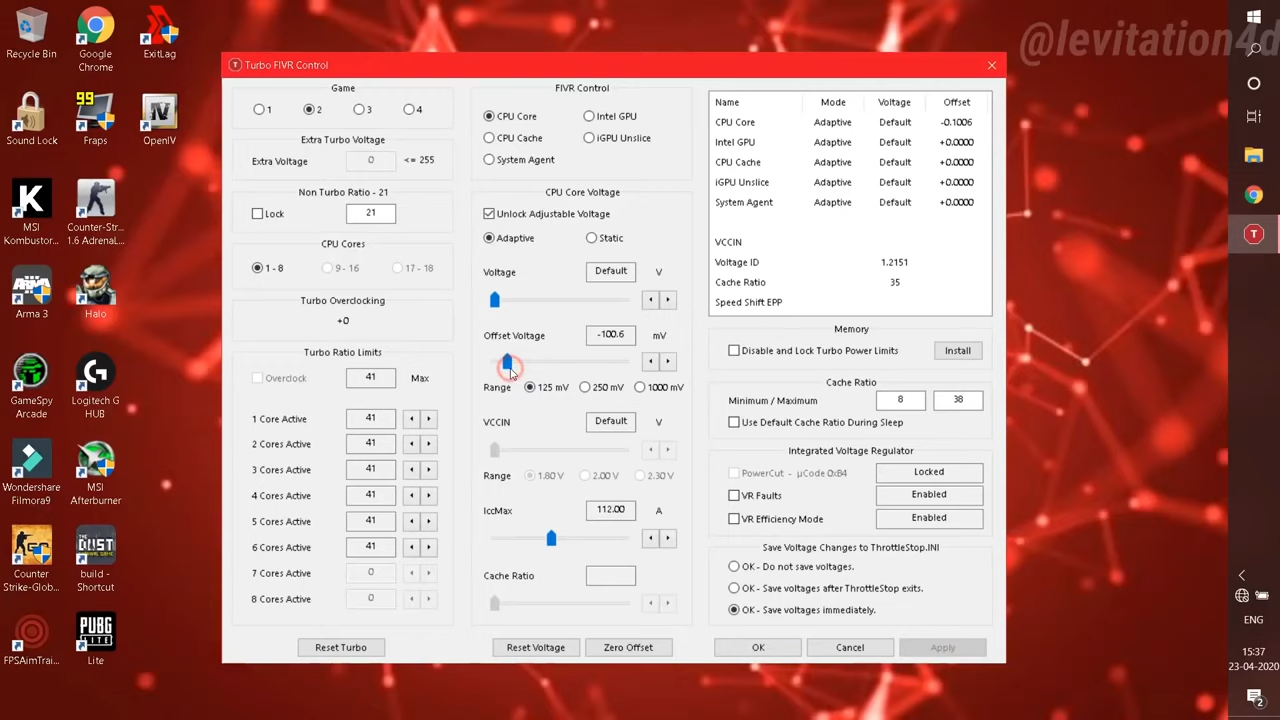 @levitation4d
Recycle Bin
Google
Chrome
ExitLag
Sound Lock
99
Fraps
OpenIV
K
MSI
Kombustor...
Counter-Str...
1.6 AdrenaL...
Arma 3
Halo
GameSpy
Arcade
Logitech G
HUB
Wondershare
Filmora9
MSI
Afterburner
Counter
Strike-Glob...
DUST
build -
Shortcut
FPSAimTrai...
PUBG
LITE
Lite
T Turbo FIVR Control
Game
1 2 3 4
Extra Turbo Voltage
Extra Voltage 0 <= 255
Non Turbo Ratio - 21
Lock 21
CPU Cores
1 - 8 9 - 16 17 - 18
Turbo Overclocking
+0
Turbo Ratio Limits
Overclock 41 Max
1 Core Active 41
2 Cores Active 41
3 Cores Active 41
4 Cores Active 41
5 Cores Active 41
6 Cores Active 41
7 Cores Active 0
8 Cores Active 0
Reset Turbo
FIVR Control
CPU Core Intel GPU
CPU Cache iGPU Unslice
System Agent
CPU Core Voltage
Unlock Adjustable Voltage
Adaptive Static
Voltage Default V
Offset Voltage -100.6 mV
Range 125 mV 250 mV 1000 mV
VCCIN Default V
Range 1.80 V 2.00 V 2.30 V
IccMax 112.00 A
Cache Ratio
Reset Voltage Zero Offset
Name Mode Voltage Offset
CPU Core Adaptive Default -0.1006
Intel GPU Adaptive Default +0.0000
CPU Cache Adaptive Default +0.0000
iGPU Unslice Adaptive Default +0.0000
System Agent Adaptive Default +0.0000
VCCIN
Voltage ID 1.2151
Cache Ratio 35
Speed Shift EPP
Memory
Disable and Lock Turbo Power Limits Install
Cache Ratio
Minimum / Maximum 8 38
Use Default Cache Ratio During Sleep
Integrated Voltage Regulator
PowerCut - µCode 0xB4 Locked
VR Faults Enabled
VR Efficiency Mode Enabled
Save Voltage Changes to ThrottleStop.INI
OK - Do not save voltages.
OK - Save voltages after ThrottleStop exits.
OK - Save voltages immediately.
OK Cancel Apply
T
ENG
15:37
23-04-2020
2